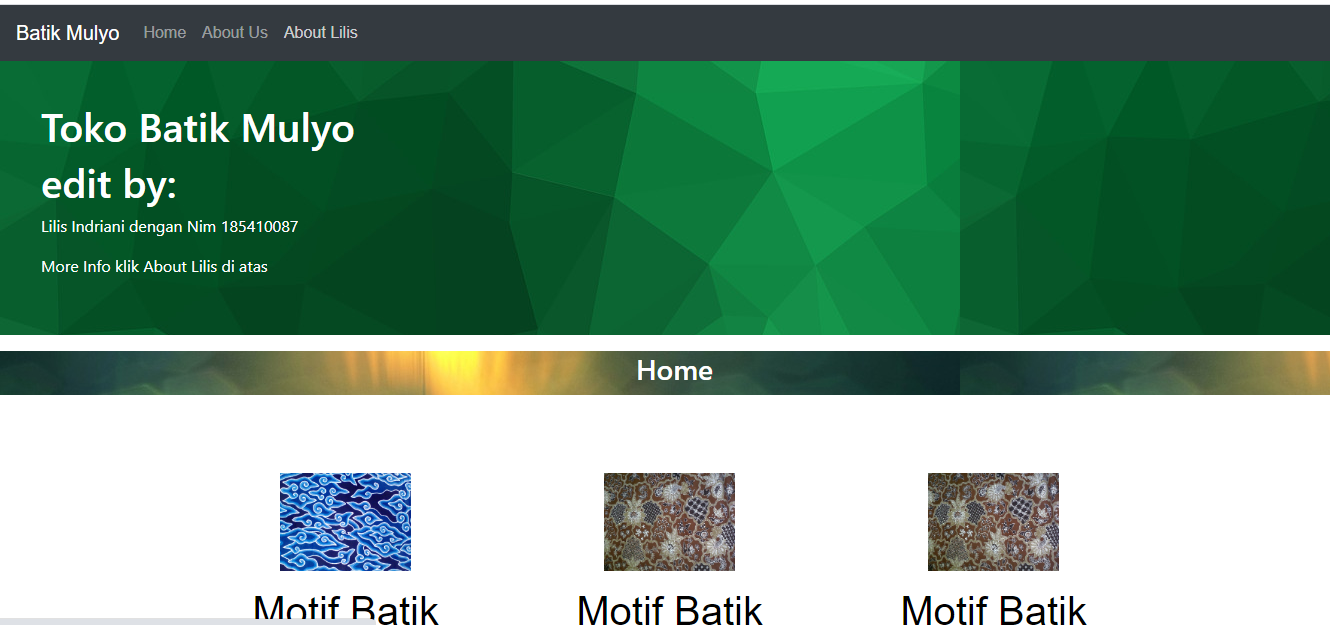 Batik Mulyo Home About Us About Lilis
Toko Batik Mulyo
edit by:
Lilis Indriani dengan Nim 185410087
More Info klik About Lilis di atas
Home
Motif Batik Motif Batik Motif Batik